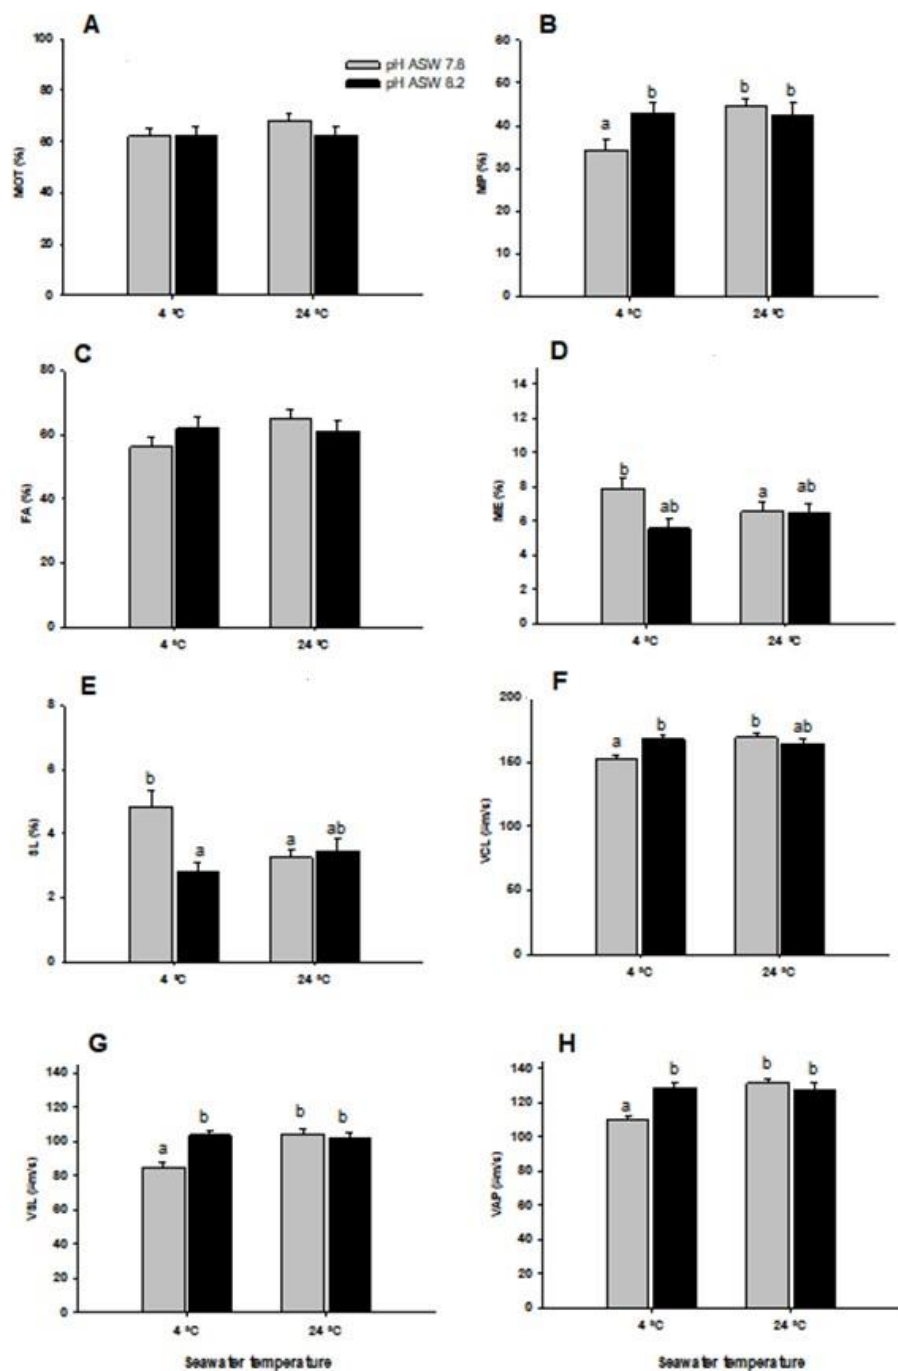 A
100
80
60
40
20
0
MOT (%)
pH ASW 7.8
pH ASW 8.2
4 ºC
24 ºC
B
60
50
40
30
20
10
0
MP (%)
a
b
b
b
4 ºC
24 ºC
C
80
60
40
20
0
FA (%)
4 ºC
24 ºC
D
14
12
10
8
6
4
2
0
ME (%)
b
ab
a
ab
4 ºC
24 ºC
E
8
6
4
2
0
SL (%)
b
a
a
ab
4 ºC
24 ºC
F
200
150
100
50
0
VCL (µm/s)
a
b
b
ab
4 ºC
24 ºC
G
140
120
100
80
60
40
20
0
VSL (µm/s)
a
b
b
b
4 ºC
24 ºC
Seawater temperature
H
140
120
100
80
60
40
20
0
VAP (µm/s)
a
b
b
b
4 ºC
24 ºC
Seawater temperature